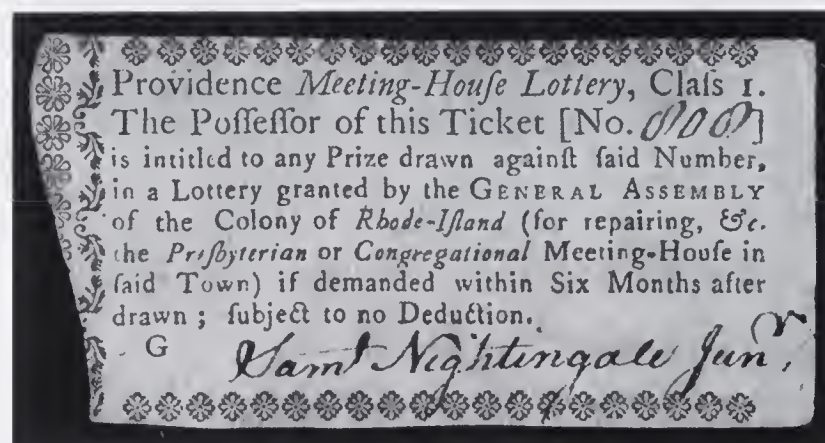 Providence Meeting-Houſe Lottery, Claſs 1.
The Poſſeſſor of this Ticket [No. ]
is intitled to any Prize drawn againſt ſaid Number,
in a Lottery granted by the GENERAL ASSEMBLY
of the Colony of Rhode-Iſland (for repairing, &c.
the Preſbyterian or Congregational Meeting-Houſe in
ſaid Town) if demanded within Six Months after
drawn; ſubject to no Deduction.
G Samˡ Nightingale Junʳ.